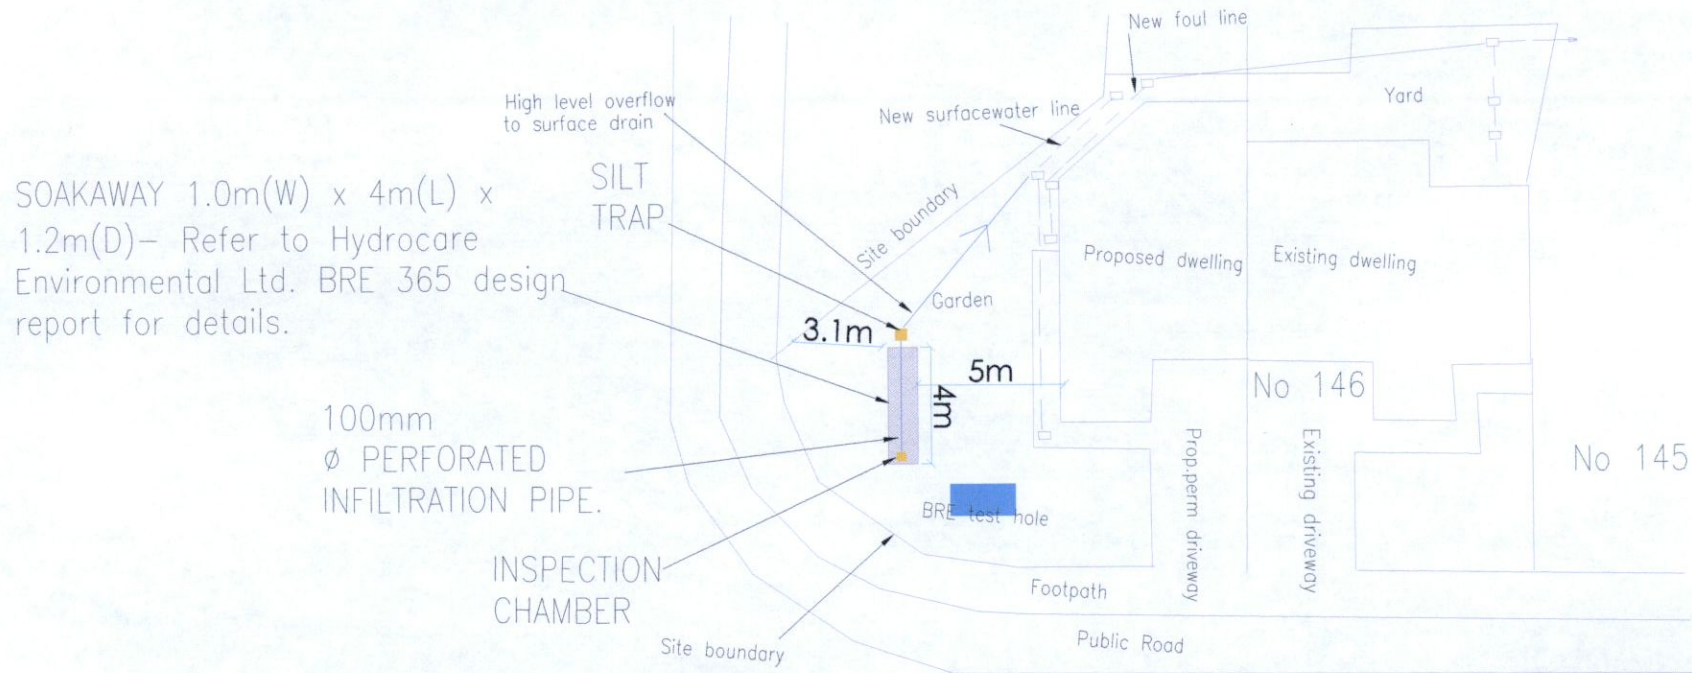 New foul line
High level overflow
to surface drain
New surfacewater line
Yard
SOAKAWAY 1.0m(W) x 4m(L) x
1.2m(D)- Refer to Hydrocare
Environmental Ltd. BRE 365 design
report for details.
SILT
TRAP
Site boundary
Proposed dwelling
Existing dwelling
Garden
3.1m
5m
4m
No 146
100mm
Ø PERFORATED
INFILTRATION PIPE.
Prop.perm driveway
Existing driveway
No 145
BRE test hole
INSPECTION
CHAMBER
Footpath
Site boundary
Public Road